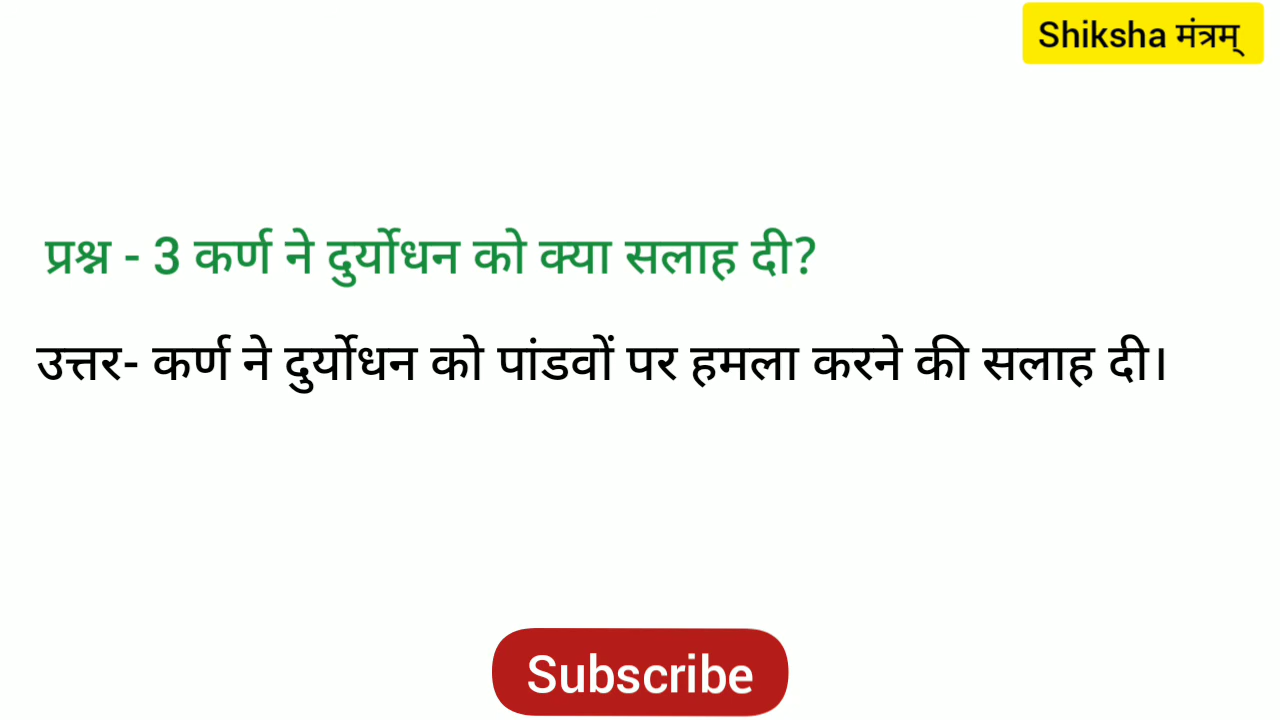 Shiksha मंत्रम्
प्रश्न - 3 कर्ण ने दुर्योधन को क्या सलाह दी?
उत्तर- कर्ण ने दुर्योधन को पांडवों पर हमला करने की सलाह दी।
Subscribe